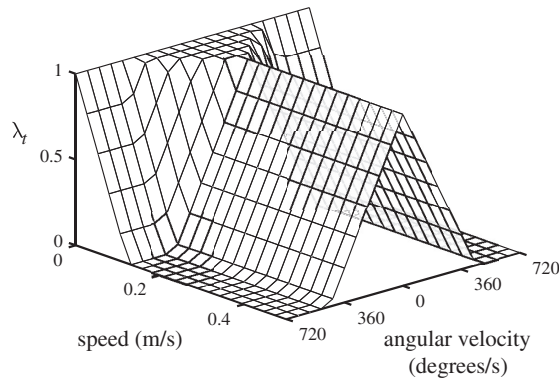 1
λt
0.5
0
0
0.2
0.4
720
360
0
360
720
speed (m/s)
angular velocity
(degrees/s)